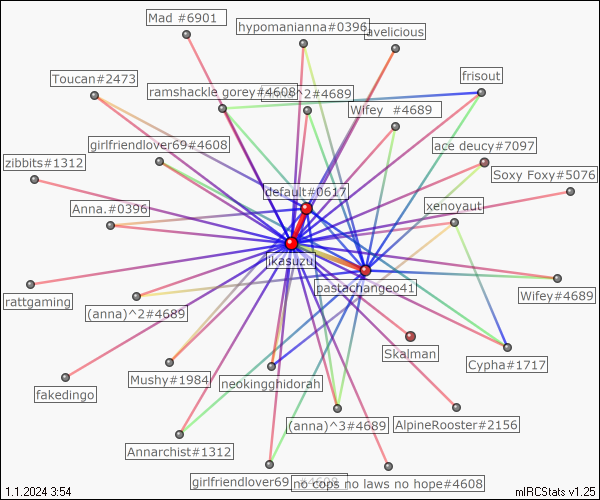 Mad #6901
hypomanianna#0396
avelicious
Toucan#2473
ramshackle gorey#4608
^2#4689
frisout
Wifey #4689
girlfriendlover69#4608
ace deucy#7097
zibbits#1312
Soxy Foxy#5076
default#0617
Anna.#0396
xenoyaut
ikasuzu
pastachangeo41
rattgaming
(anna)^2#4689
Wifey#4689
Skalman
Mushy#1984
neokingghidorah
Cypha#1717
fakedingo
(anna)^3#4689
AlpineRooster#2156
Annarchist#1312
girlfriendlover69
no cops no laws no hope#4608
1.1.2024 3:54
mIRCStats v1.25